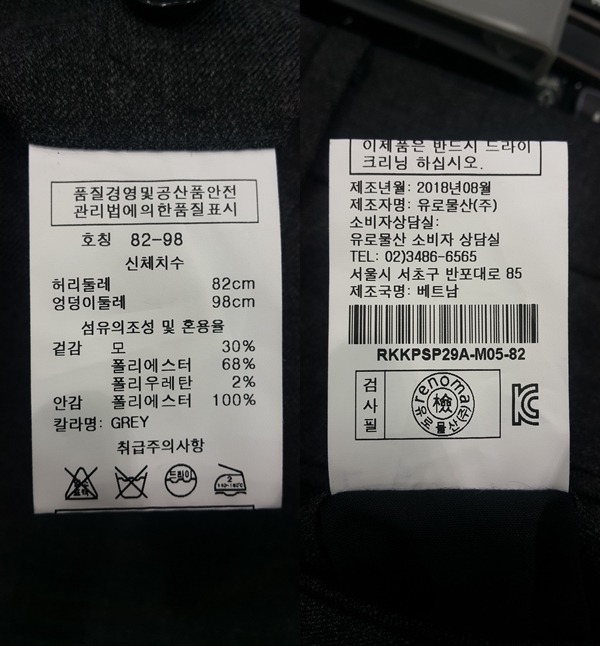 품질경영및공산품안전
관리법에의한품질표시
호칭 82-98
신체치수
허리둘레 82cm
엉덩이둘레 98cm
섬유의조성 및 혼용율
겉감 모 30%
폴리에스터 68%
폴리우레탄 2%
안감 폴리에스터 100%
칼라명: GREY
취급주의사항
드라이
2
이제품은 반드시 드라이
크리닝 하십시오.
제조년월: 2018년08월
제조자명: 유로물산(주)
소비자상담실:
유로물산 소비자 상담실
TEL: 02)3486-6565
서울시 서초구 반포대로 85
제조국명: 베트남
RKKPSP29A-M05-82
검사필
renoma
檢
유로물산(주)